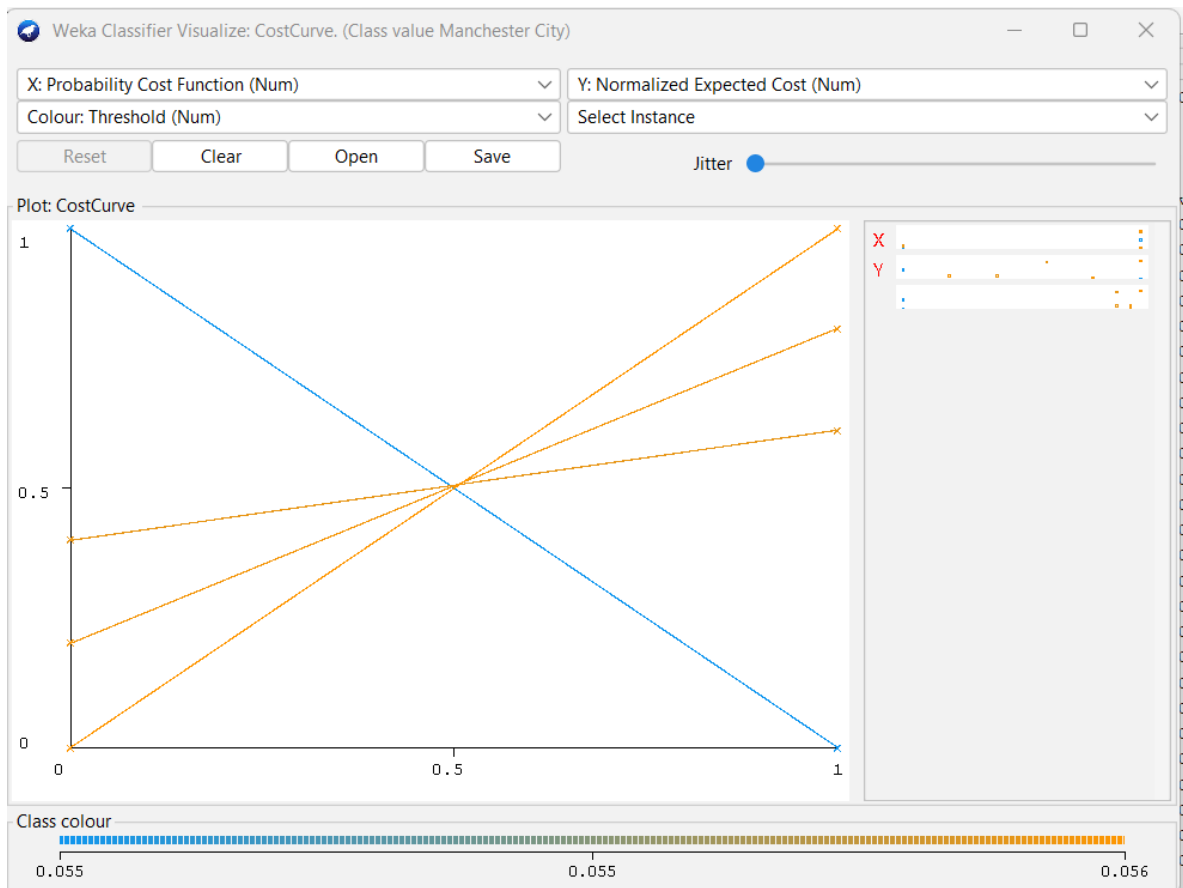 Weka Classifier Visualize: CostCurve. (Class value Manchester City)
X: Probability Cost Function (Num)
Y: Normalized Expected Cost (Num)
Colour: Threshold (Num)
Select Instance
Reset
Clear
Open
Save
Jitter
Plot: CostCurve
1
0.5
0
0
0.5
1
X
Y
Class colour
0.055
0.055
0.056